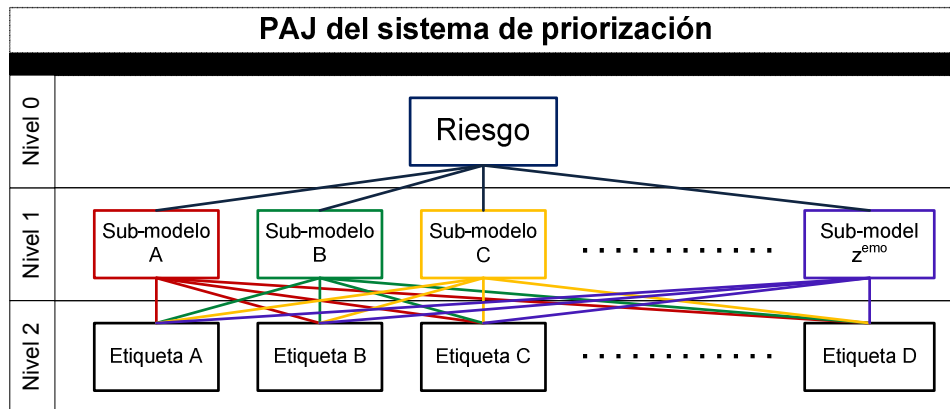 PAJ del sistema de priorización
Nivel 0
Riesgo
Nivel 1
Sub-modelo
A
Sub-modelo
B
Sub-modelo
C
Sub-model
z^emo
Nivel 2
Etiqueta A
Etiqueta B
Etiqueta C
Etiqueta D